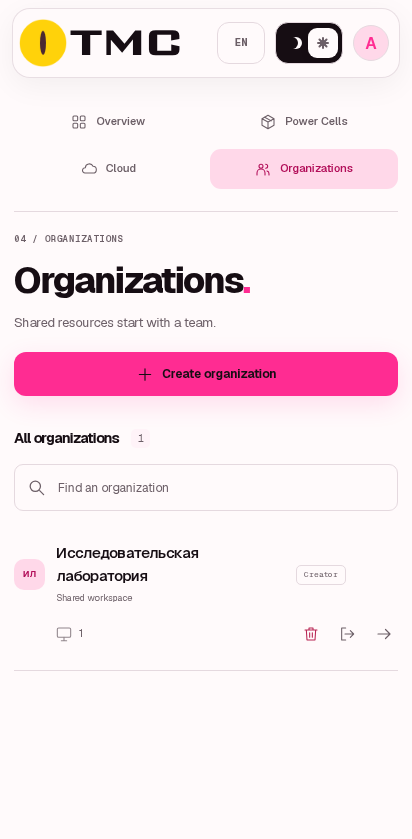 TMC
EN
A
Overview
Power Cells
Cloud
Organizations
04 / ORGANIZATIONS
Organizations.
Shared resources start with a team.
Create organization
All organizations 1
Find an organization
ИЛ
Исследовательская
лаборатория
Creator
Shared workspace
1